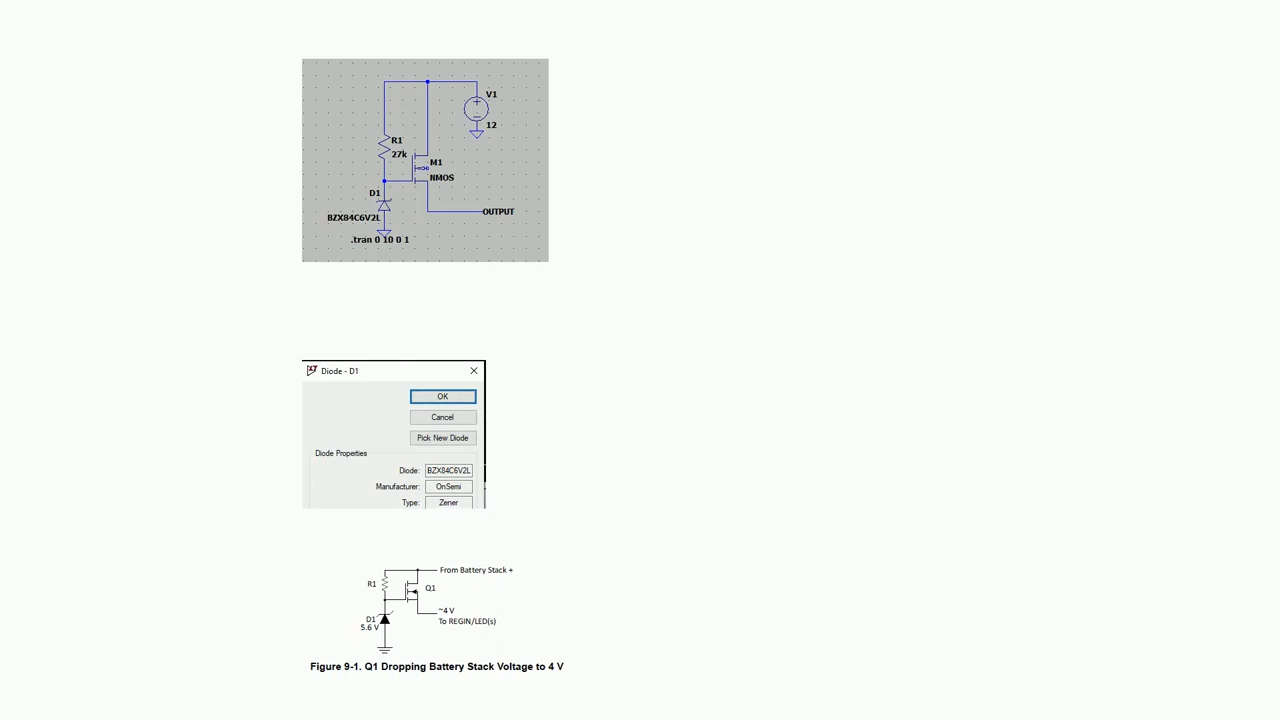 V1
12
R1
27k
M1
NMOS
D1
BZX84C6V2L
OUTPUT
.tran 0 10 0 1
Diode - D1
OK
Cancel
Pick New Diode
Diode Properties
Diode: BZX84C6V2L
Manufacturer: OnSemi
Type: Zener
From Battery Stack +
R1
Q1
~4 V
D1
To REGIN/LED(s)
5.6 V
Figure 9-1. Q1 Dropping Battery Stack Voltage to 4 V